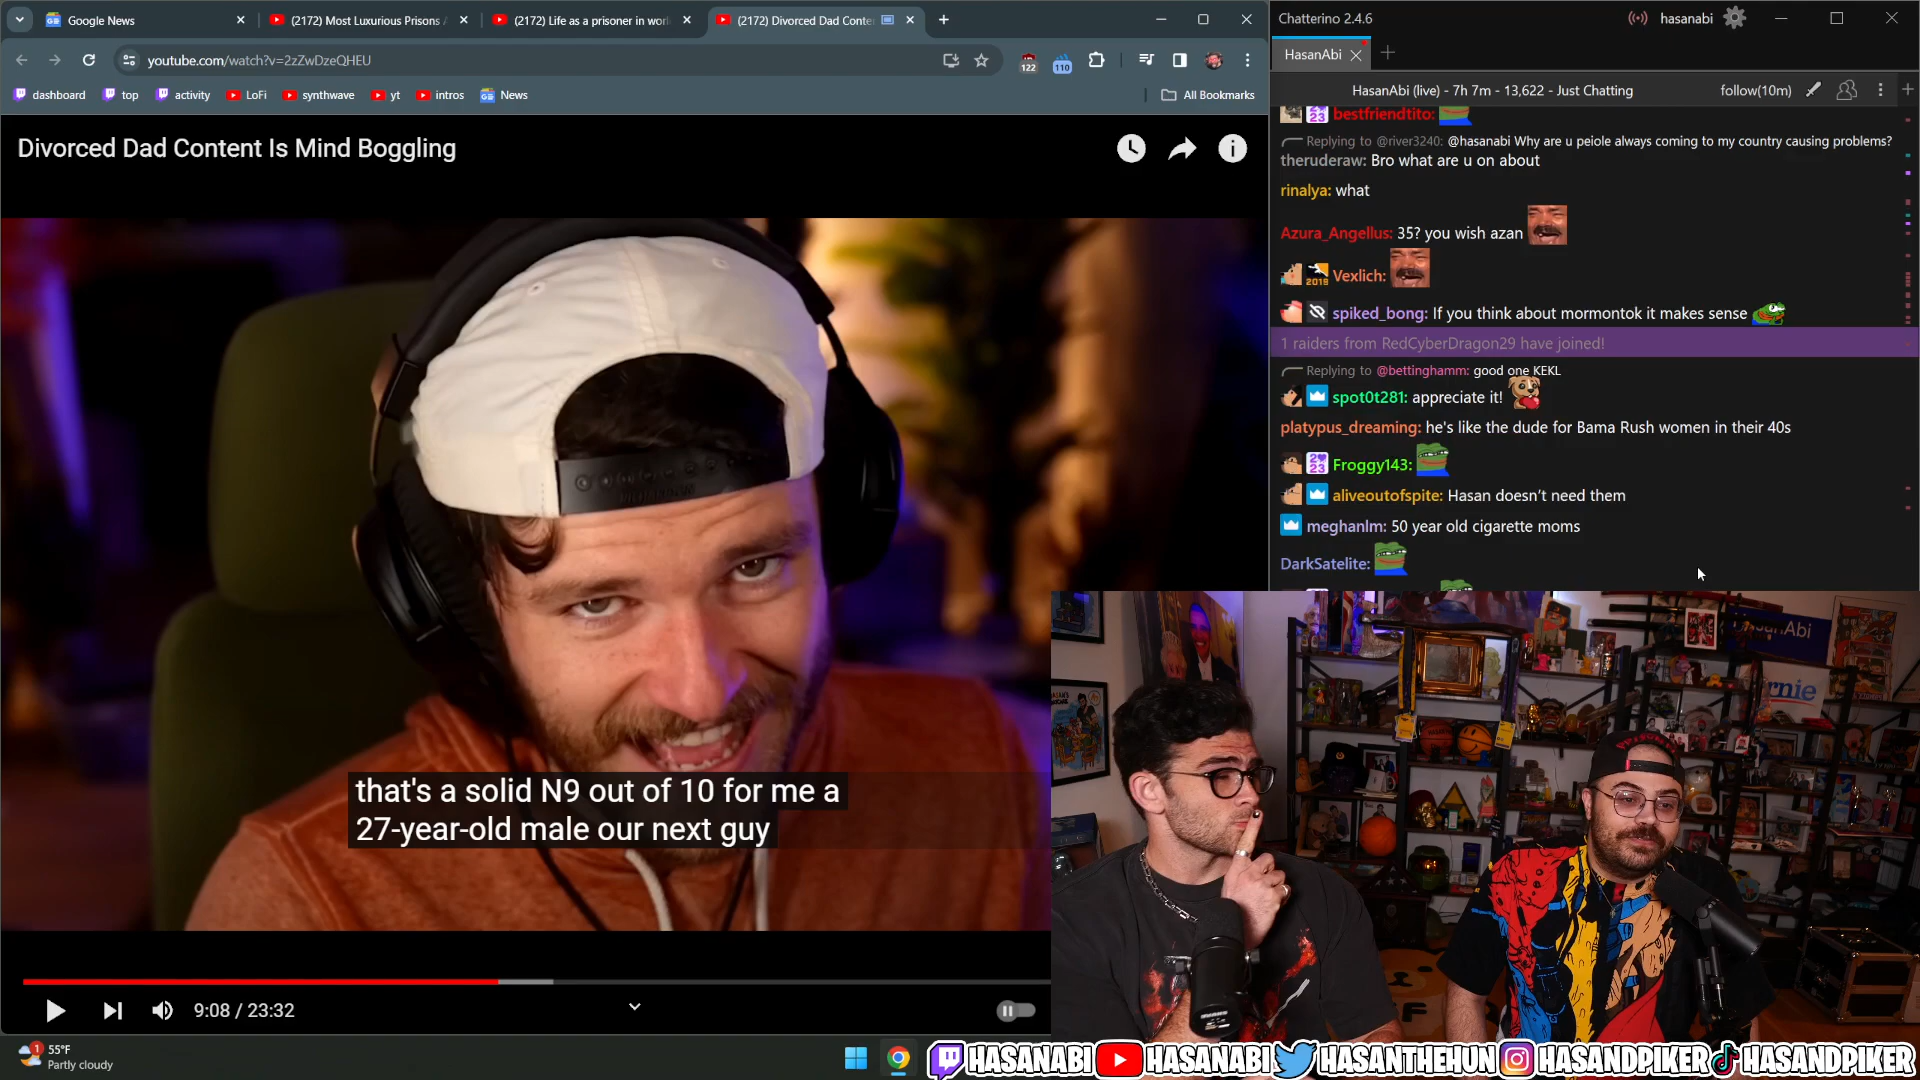 Google News
(2172) Most Luxurious Prisons
(2172) Life as a prisoner in wor
(2172) Divorced Dad Conte
youtube.com/watch?v=2zZwDzeQHEU
122
110
dashboard
top
activity
LoFi
synthwave
yt
intros
News
All Bookmarks
Divorced Dad Content Is Mind Boggling
that's a solid N9 out of 10 for me a
27-year-old male our next guy
9:08 / 23:32
Chatterino 2.4.6
hasanabi
HasanAbi
HasanAbi (live) - 7h 7m - 13,622 - Just Chatting
follow(10m)
bestfriendtito:
Replying to @river3240: @hasanabi Why are u peiole always coming to my country causing problems?
theruderaw: Bro what are u on about
rinalya: what
Azura_Angellus: 35? you wish azan
2019 Vexlich:
spiked_bong: If you think about mormontok it makes sense
1 raiders from RedCyberDragon29 have joined!
Replying to @bettinghamm: good one KEKL
spot0t281: appreciate it!
platypus_dreaming: he's like the dude for Bama Rush women in their 40s
Froggy143:
aliveoutofspite: Hasan doesn't need them
meghanlm: 50 year old cigarette moms
DarkSatelite:
1
55°F
Partly cloudy
HASANABI
HASANABI
HASANTHEHUN
HASANDPIKER
HASANDPIKER